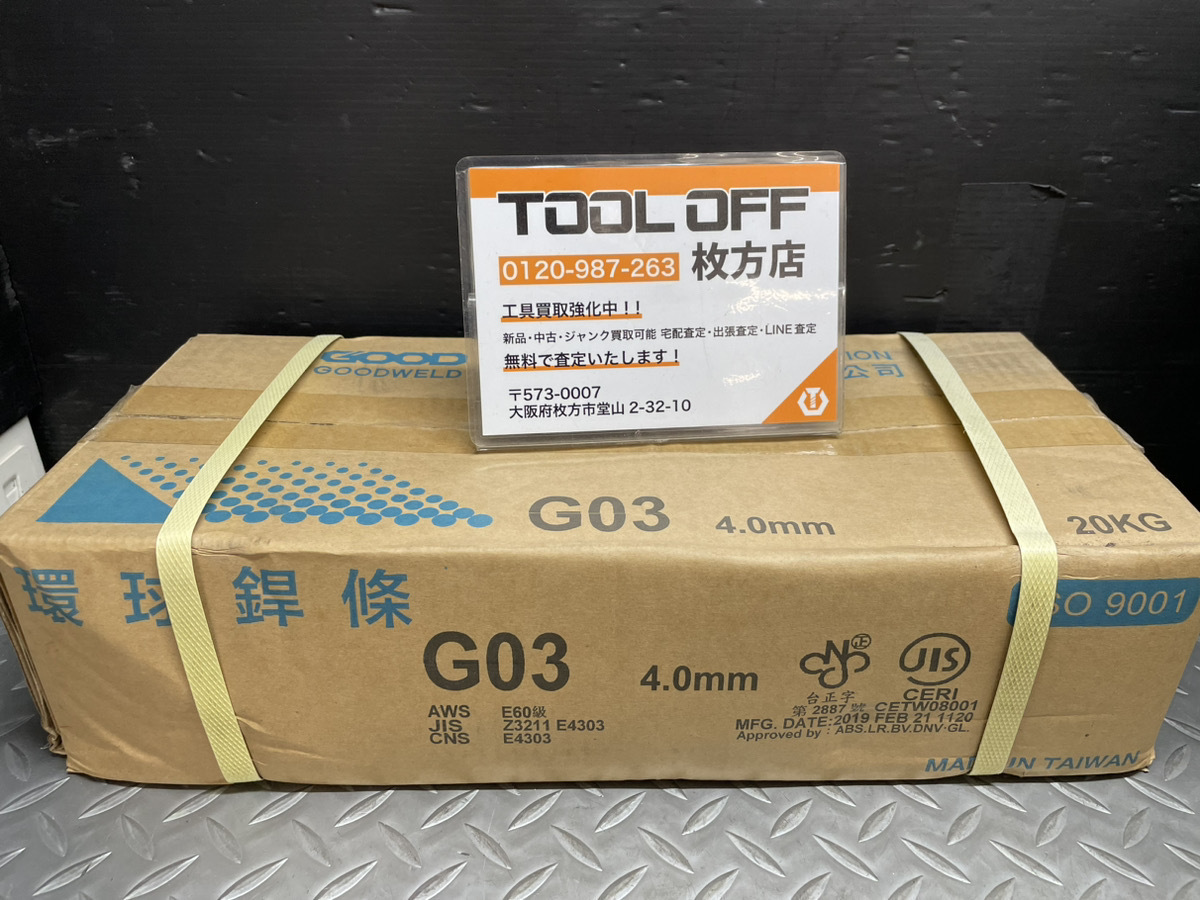 TOOL OFF
0120-987-263 枚方店
工具買取強化中!!
新品・中古・ジャンク買取可能 宅配査定・出張査定・LINE査定
無料で査定いたします!
〒573-0007
大阪府枚方市堂山 2-32-10
GOOD
GOODWELD
ION
公司
G03 4.0mm 20KG
環球銲條
ISO 9001
G03 4.0mm
AWS E60級
JIS Z3211 E4303
CNS E4303
台正字
第 2887 號
JIS
CERI
CETW08001
MFG. DATE:2019 FEB 21 1120
Approved by : ABS.LR.BV.DNV·GL.
MADE IN TAIWAN